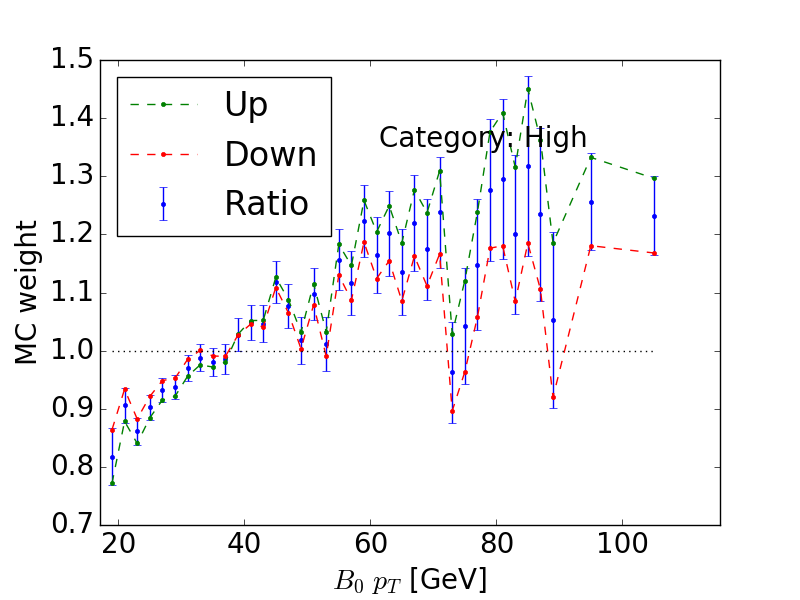 1.5
1.4
1.3
1.2
1.1
1.0
0.9
0.8
0.7
MC weight
Up
Down
Ratio
Category: High
20 40 60 80 100
B₀ p_T [GeV]